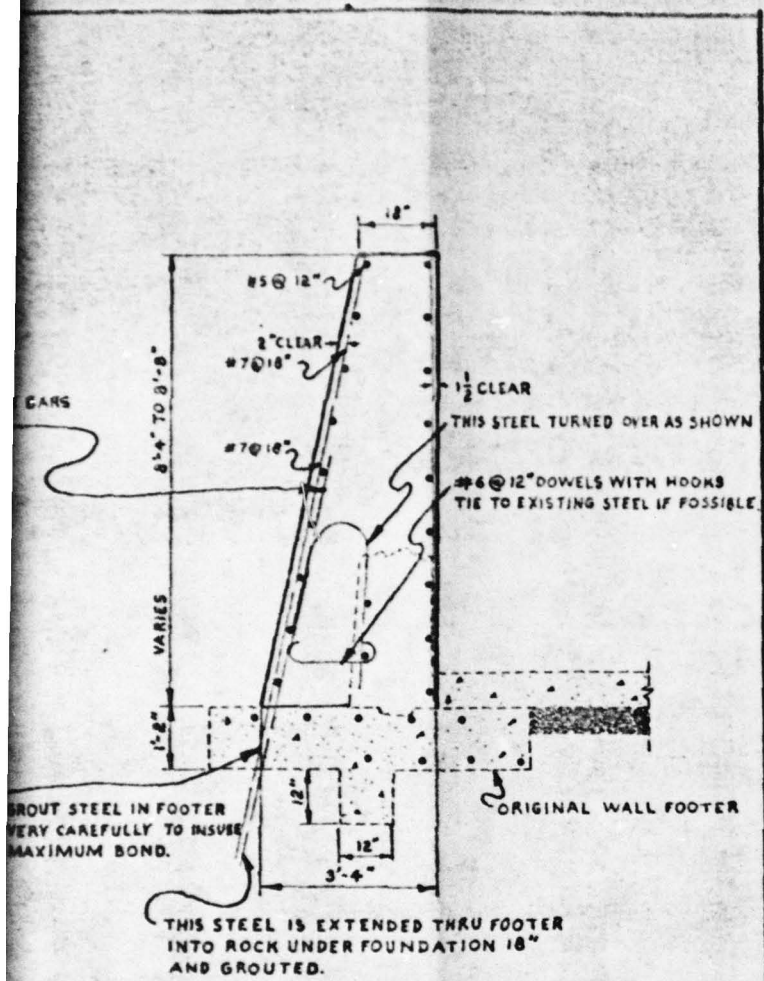 18"
#5 @ 12"
2" CLEAR
#7@18"
1 1/2 CLEAR
THIS STEEL TURNED OVER AS SHOWN
8'-4" TO 8'-8"
VARIES
#7@18"
#6 @ 12" DOWELS WITH HOOKS
TIE TO EXISTING STEEL IF POSSIBLE.
1'-2"
12"
12"
3'-4"
ORIGINAL WALL FOOTER
GROUT STEEL IN FOOTER
VERY CAREFULLY TO INSURE
MAXIMUM BOND.
THIS STEEL IS EXTENDED THRU FOOTER
INTO ROCK UNDER FOUNDATION 18"
AND GROUTED.